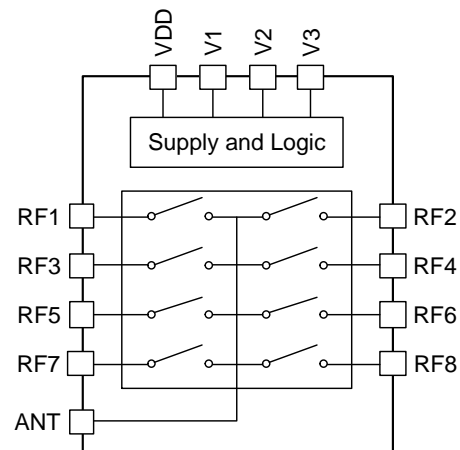 VDD V1 V2 V3
Supply and Logic
RF1 RF2
RF3 RF4
RF5 RF6
RF7 RF8
ANT